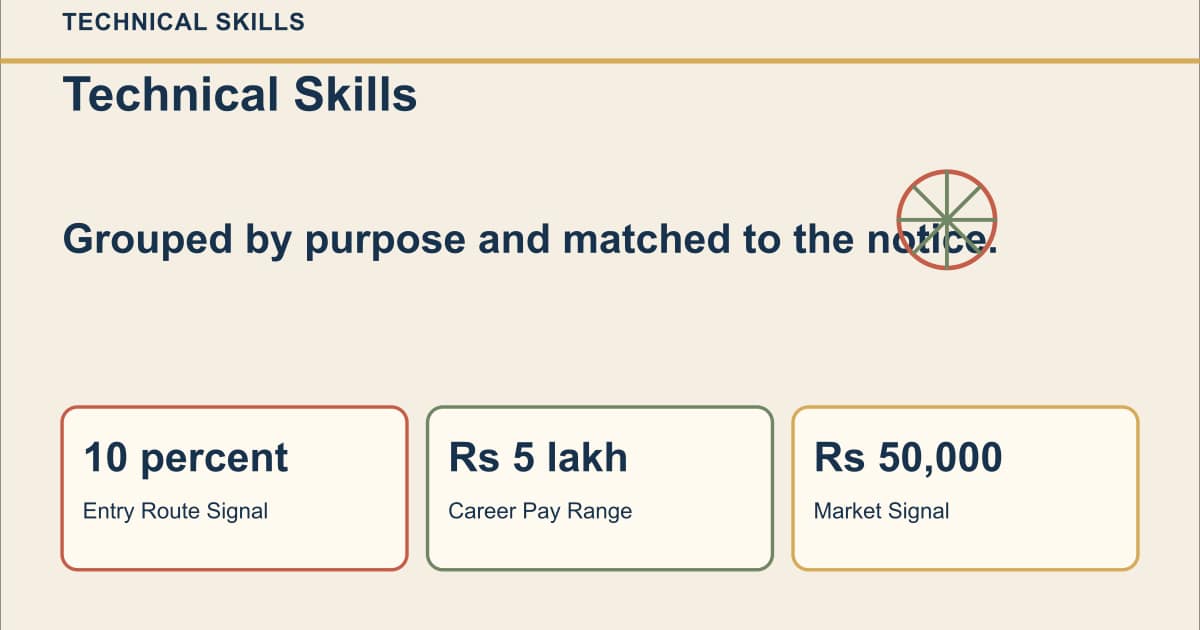 TECHNICAL SKILLS
Technical Skills
Grouped by purpose and matched to the notice.
10 percent
Entry Route Signal
Rs 5 lakh
Career Pay Range
Rs 50,000
Market Signal